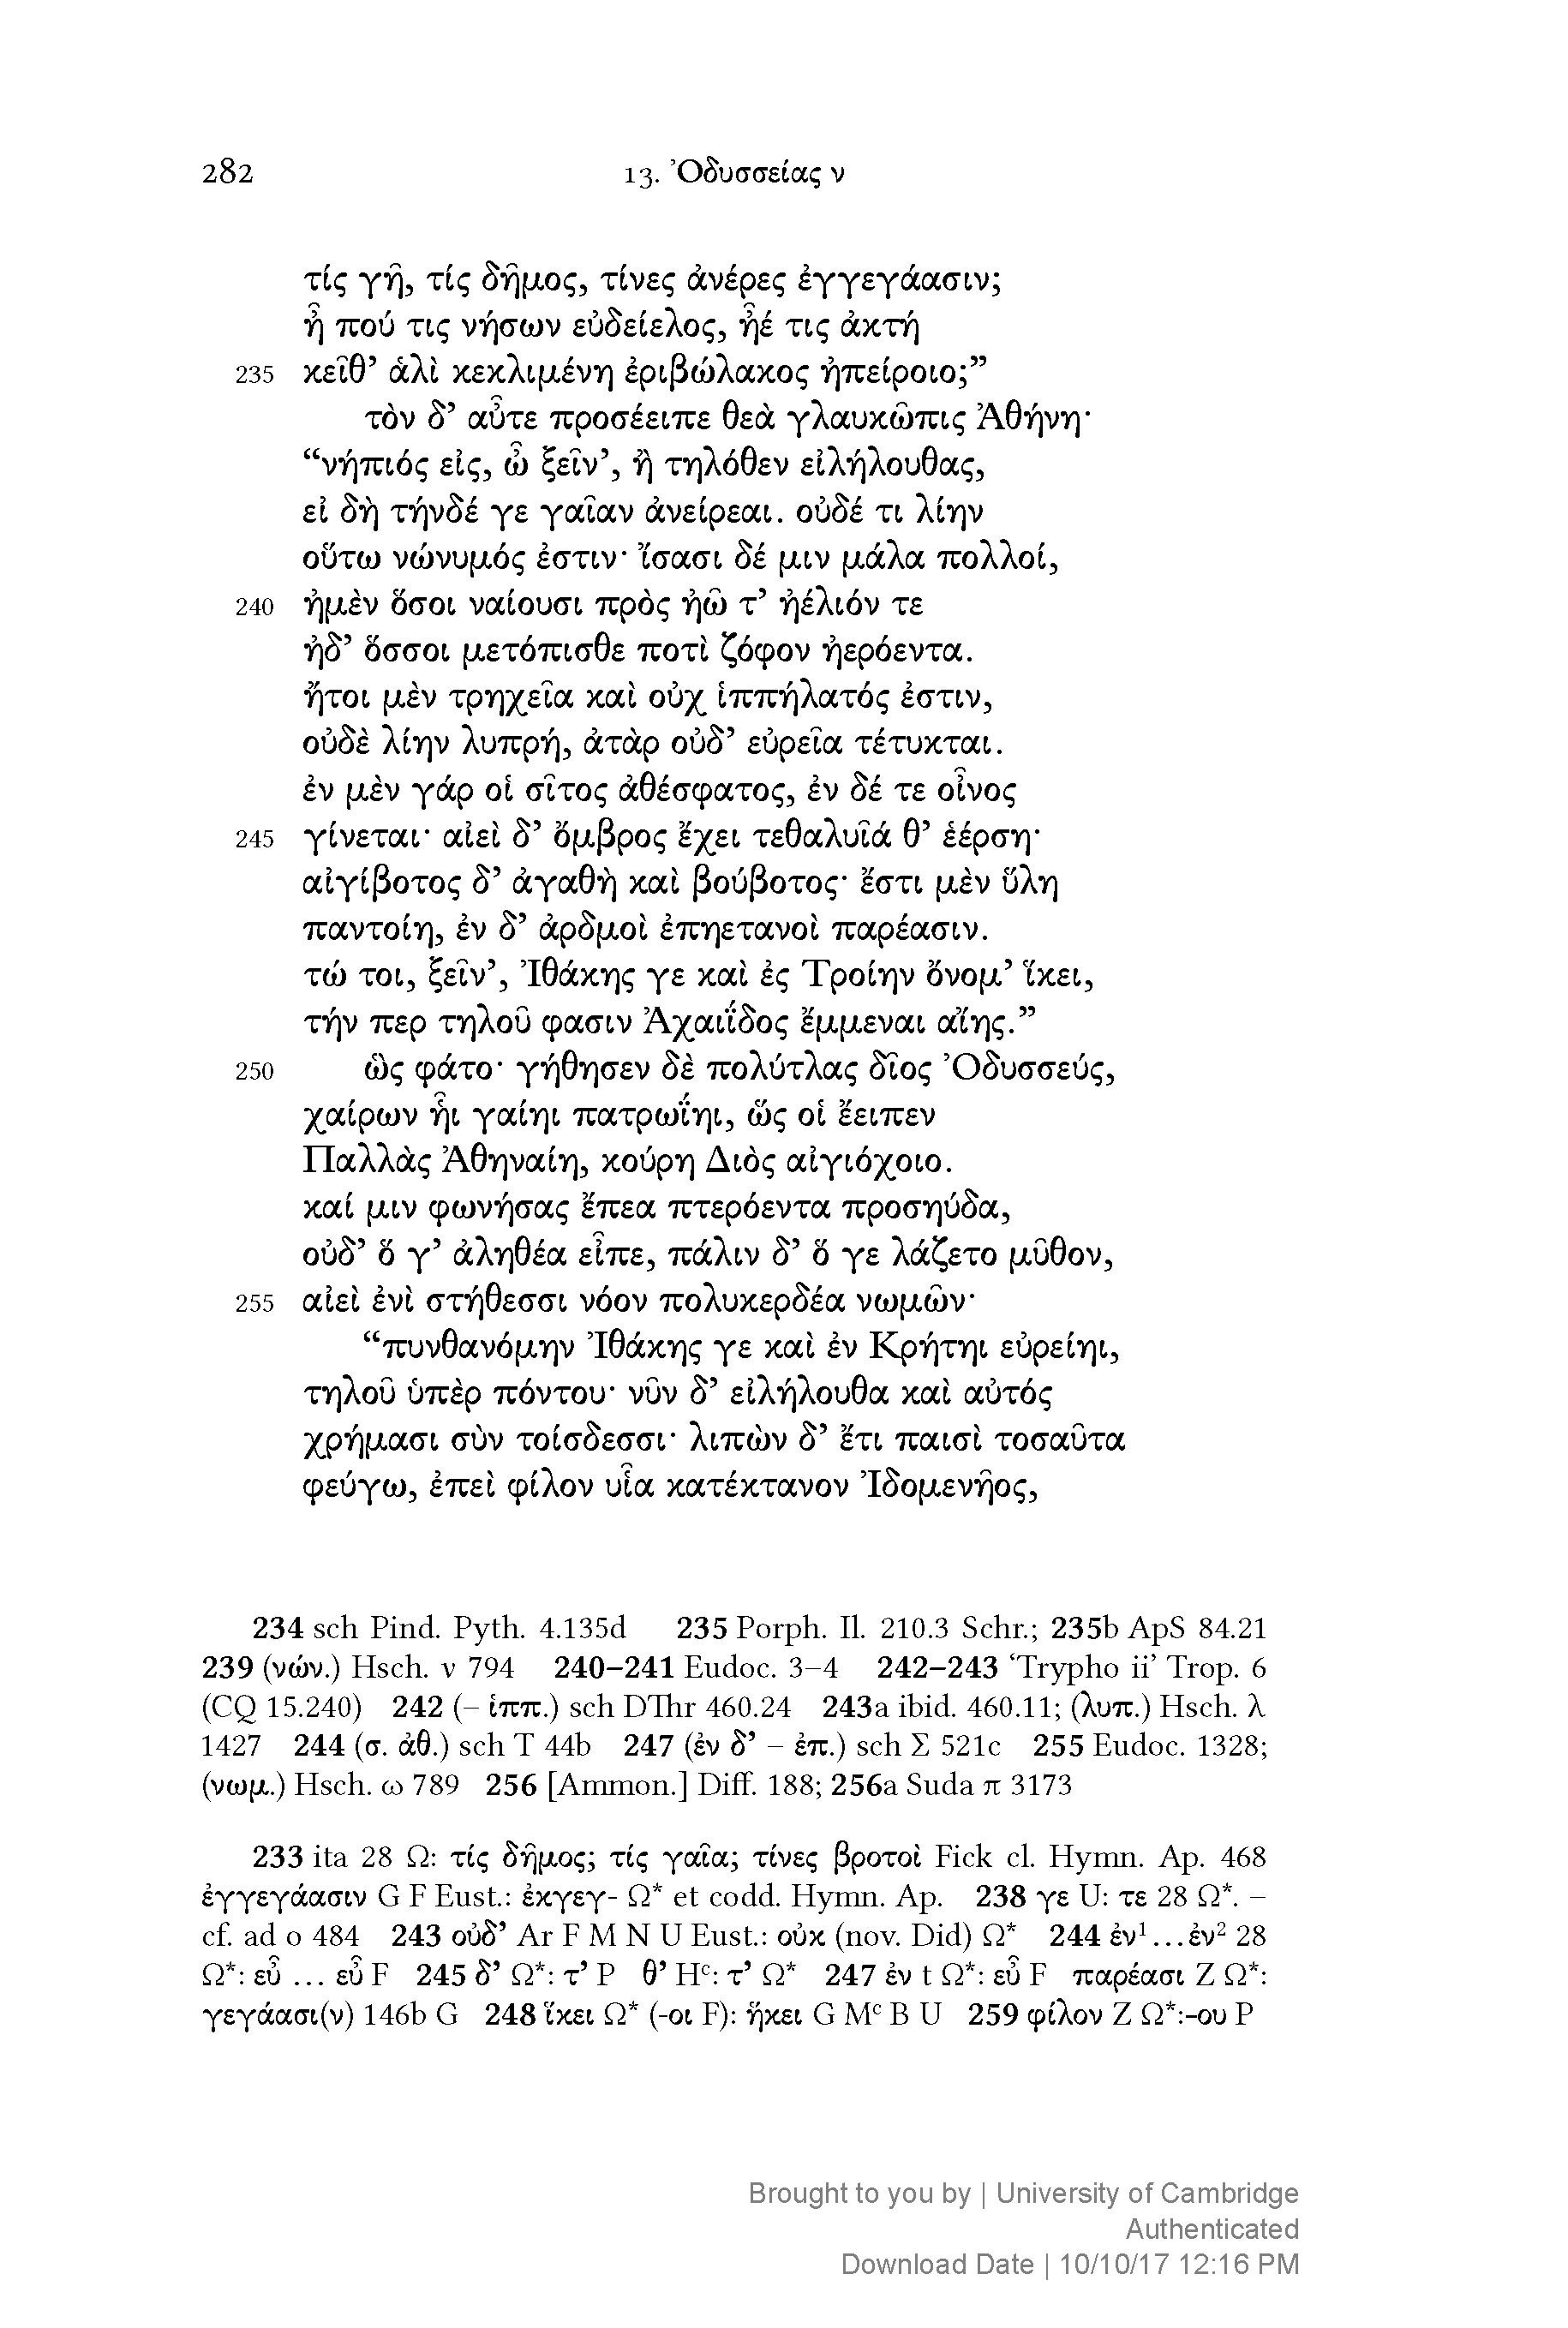 282 13. Ὀδυσσείας ν
τίς γῆ, τίς δῆμος, τίνες ἀνέρες ἐγγεγάασιν;
ἦ πού τις νήσων εὐδείελος, ἦέ τις ἀκτή
235 κεῖθ’ ἁλὶ κεκλιμένη ἐριβώλακος ἠπείροιο;”
τὸν δ’ αὖτε προσέειπε θεὰ γλαυκῶπις Ἀθήνη·
“νήπιός εἰς, ὦ ξεῖν’, ἢ τηλόθεν εἰλήλουθας,
εἰ δὴ τήνδέ γε γαῖαν ἀνείρεαι. οὐδέ τι λίην
οὕτω νώνυμός ἐστιν· ἴσασι δέ μιν μάλα πολλοί,
240 ἠμὲν ὅσοι ναίουσι πρὸς ἠῶ τ’ ἠέλιόν τε
ἠδ’ ὅσσοι μετόπισθε ποτὶ ζόφον ἠερόεντα.
ἤτοι μὲν τρηχεῖα καὶ οὐχ ἱππήλατός ἐστιν,
οὐδὲ λίην λυπρή, ἀτὰρ οὐδ’ εὐρεῖα τέτυκται.
ἐν μὲν γάρ οἱ σῖτος ἀθέσφατος, ἐν δέ τε οἶνος
245 γίνεται· αἰεὶ δ’ ὄμβρος ἔχει τεθαλυῖά θ’ ἐέρση·
αἰγίβοτος δ’ ἀγαθὴ καὶ βούβοτος· ἔστι μὲν ὕλη
παντοίη, ἐν δ’ ἀρδμοὶ ἐπηετανοὶ παρέασιν.
τώ τοι, ξεῖν’, Ἰθάκης γε καὶ ἐς Τροίην ὄνομ’ ἵκει,
τήν περ τηλοῦ φασιν Ἀχαιΐδος ἔμμεναι αἴης.”
250 ὣς φάτο· γήθησεν δὲ πολύτλας δῖος Ὀδυσσεύς,
χαίρων ἧι γαίηι πατρωΐηι, ὥς οἱ ἔειπεν
Παλλὰς Ἀθηναίη, κούρη Διὸς αἰγιόχοιο.
καί μιν φωνήσας ἔπεα πτερόεντα προσηύδα,
οὐδ’ ὅ γ’ ἀληθέα εἶπε, πάλιν δ’ ὅ γε λάζετο μῦθον,
255 αἰεὶ ἐνὶ στήθεσσι νόον πολυκερδέα νωμῶν·
“πυνθανόμην Ἰθάκης γε καὶ ἐν Κρήτηι εὐρείηι,
τηλοῦ ὑπὲρ πόντου· νῦν δ’ εἰλήλουθα καὶ αὐτός
χρήμασι σὺν τοίσδεσσι· λιπὼν δ’ ἔτι παισὶ τοσαῦτα
φεύγω, ἐπεὶ φίλον υἷα κατέκτανον Ἰδομενῆος,
234 sch Pind. Pyth. 4.135d 235 Porph. Il. 210.3 Schr.; 235b ApS 84.21
239 (νών.) Hsch. ν 794 240–241 Eudoc. 3–4 242–243 ‘Trypho ii’ Trop. 6
(CQ 15.240) 242 (– ἱππ.) sch DThr 460.24 243a ibid. 460.11; (λυπ.) Hsch. λ
1427 244 (σ. ἀθ.) sch T 44b 247 (ἐν δ’ – ἐπ.) sch Σ 521c 255 Eudoc. 1328;
(νωμ.) Hsch. ω 789 256 [Ammon.] Diff. 188; 256a Suda π 3173
233 ita 28 Ω: τίς δῆμος; τίς γαῖα; τίνες βροτοὶ Fick cl. Hymn. Ap. 468
ἐγγεγάασιν G F Eust.: ἐκγεγ- Ω* et codd. Hymn. Ap. 238 γε U: τε 28 Ω*. –
cf. ad ο 484 243 οὐδ’ Ar F M N U Eust.: οὐκ (nov. Did) Ω* 244 ἐν¹…ἐν² 28
Ω*: εὖ … εὖ F 245 δ’ Ω*: τ’ P θ’ Hᶜ: τ’ Ω* 247 ἐν t Ω*: εὖ F παρέασι Z Ω*:
γεγάασι(ν) 146b G 248 ἵκει Ω* (-οι F): ἥκει G Mᶜ B U 259 φίλον Z Ω*:-ου P
Brought to you by | University of Cambridge
Authenticated
Download Date | 10/10/17 12:16 PM